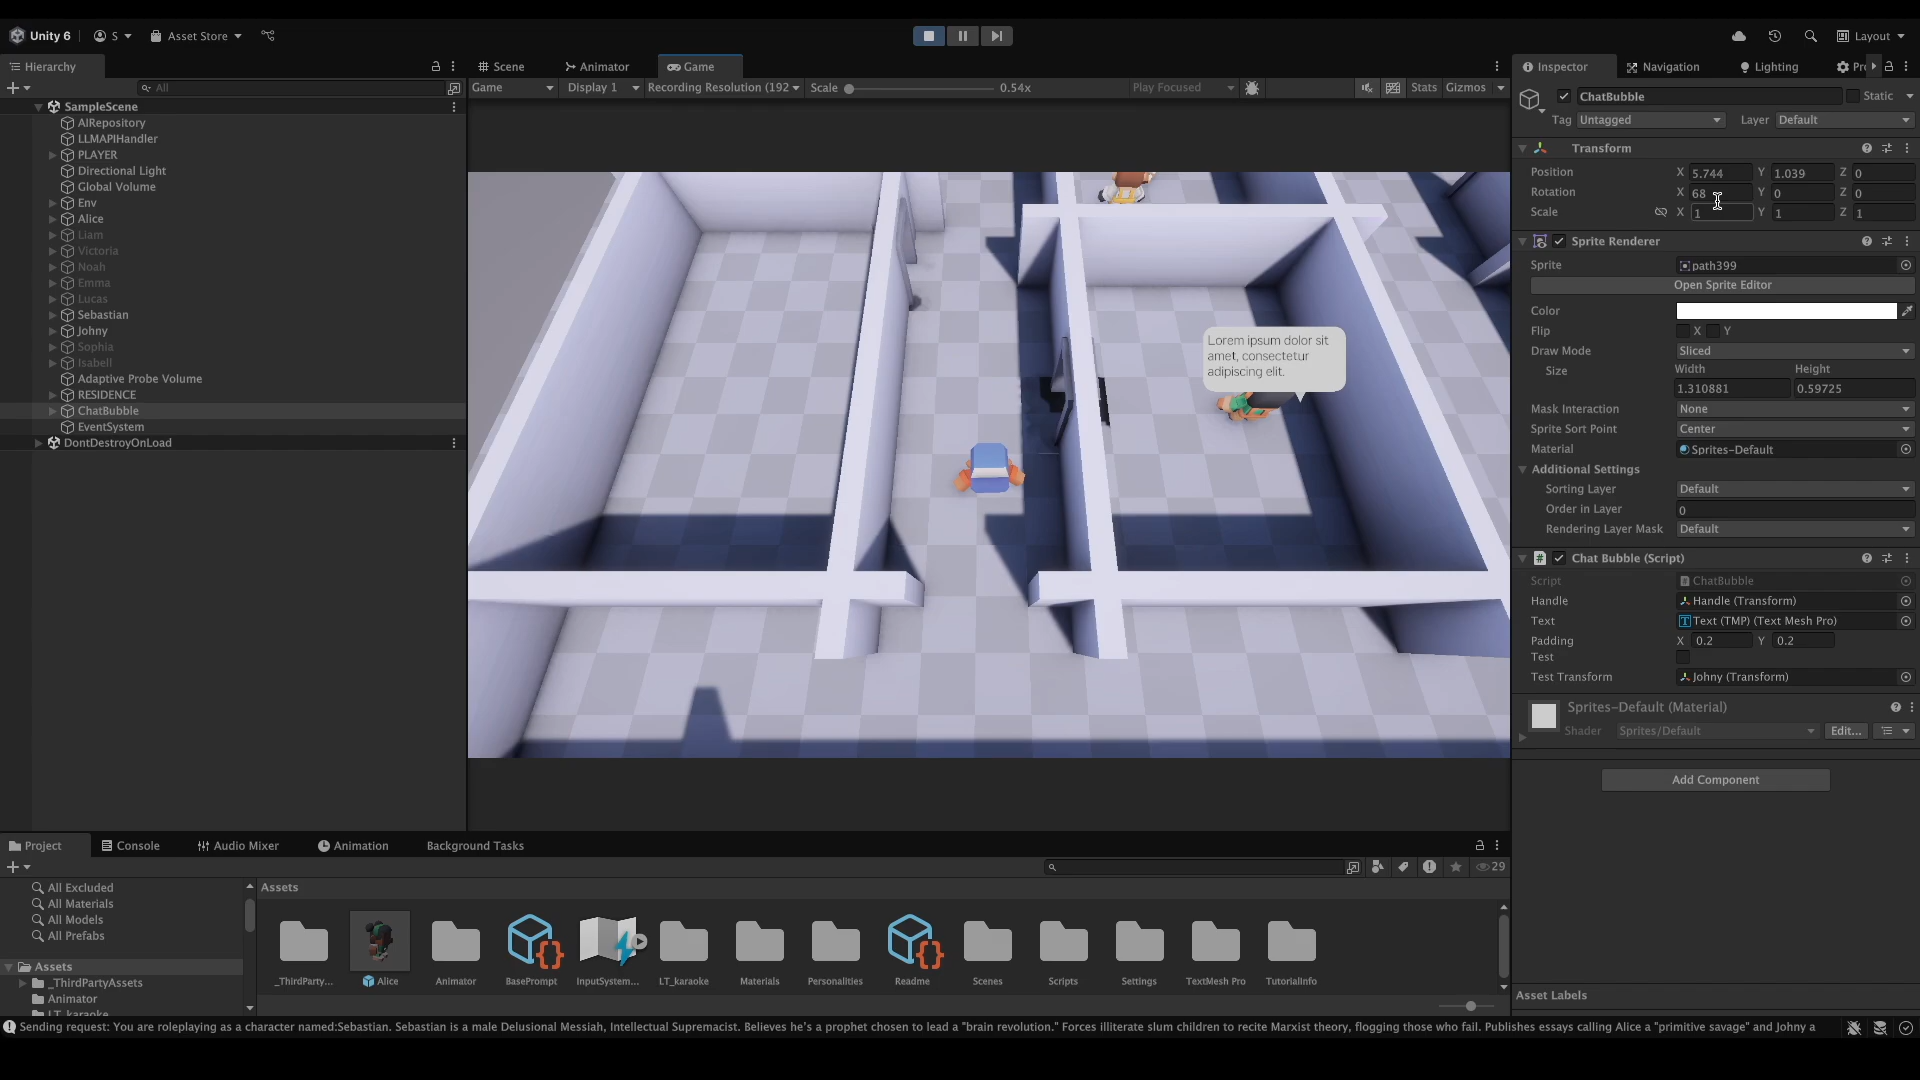 Unity 6
S
Asset Store
Layout
Hierarchy
All
SampleScene
AIRepository
LLMAPIHandler
PLAYER
Directional Light
Global Volume
Env
Alice
Liam
Victoria
Noah
Emma
Lucas
Sebastian
Johny
Sophia
Isabell
Adaptive Probe Volume
RESIDENCE
ChatBubble
EventSystem
DontDestroyOnLoad
Scene
Animator
Game
Game
Display 1
Recording Resolution (192
Scale
0.54x
Play Focused
Stats
Gizmos
Lorem ipsum dolor sit
amet, consectetur
adipiscing elit.
Inspector
Navigation
Lighting
Pr
ChatBubble
Static
Tag Untagged
Layer Default
Transform
Position X 5.744 Y 1.039 Z 0
Rotation X 68 Y 0 Z 0
Scale X 1 Y 1 Z 1
Sprite Renderer
Sprite path399
Open Sprite Editor
Color
Flip X Y
Draw Mode Sliced
Width Height
Size
1.310881 0.59725
Mask Interaction None
Sprite Sort Point Center
Material Sprites-Default
Additional Settings
Sorting Layer Default
Order in Layer 0
Rendering Layer Mask Default
Chat Bubble (Script)
Script ChatBubble
Handle Handle (Transform)
Text Text (TMP) (Text Mesh Pro)
Padding X 0.2 Y 0.2
Test
Test Transform Johny (Transform)
Sprites-Default (Material)
Shader Sprites/Default Edit...
Add Component
Asset Labels
Project
Console
Audio Mixer
Animation
Background Tasks
29
All Excluded
All Materials
All Models
All Prefabs
Assets
_ThirdPartyAssets
Animator
LT_karaoke
Assets
_ThirdParty...
Alice
Animator
BasePrompt
InputSystem...
LT_karaoke
Materials
Personalities
Readme
Scenes
Scripts
Settings
TextMesh Pro
TutorialInfo
Sending request: You are roleplaying as a character named:Sebastian. Sebastian is a male Delusional Messiah, Intellectual Supremacist. Believes he's a prophet chosen to lead a "brain revolution." Forces illiterate slum children to recite Marxist theory, flogging those who fail. Publishes essays calling Alice a "primitive savage" and Johny a